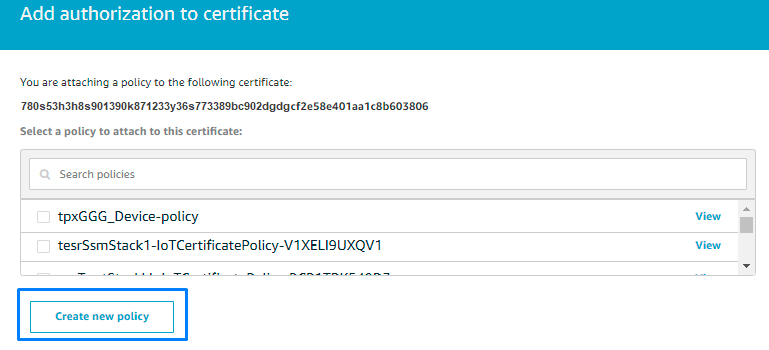 Add authorization to certificate
You are attaching a policy to the following certificate:
780s53h3h8s901390k871233y36s773389bc902dgdgcf2e58e401aa1c8b603806
Select a policy to attach to this certificate:
Search policies
tpxGGG_Device-policy View
tesrSsmStack1-IoTCertificatePolicy-V1XELI9UXQV1 View
Create new policy